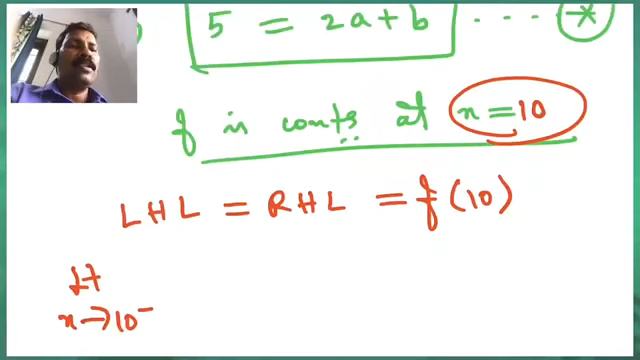 5 = 2a+b ... *
f is conts at x=10
LHL = RHL = f(10)
Lt
x→10⁻